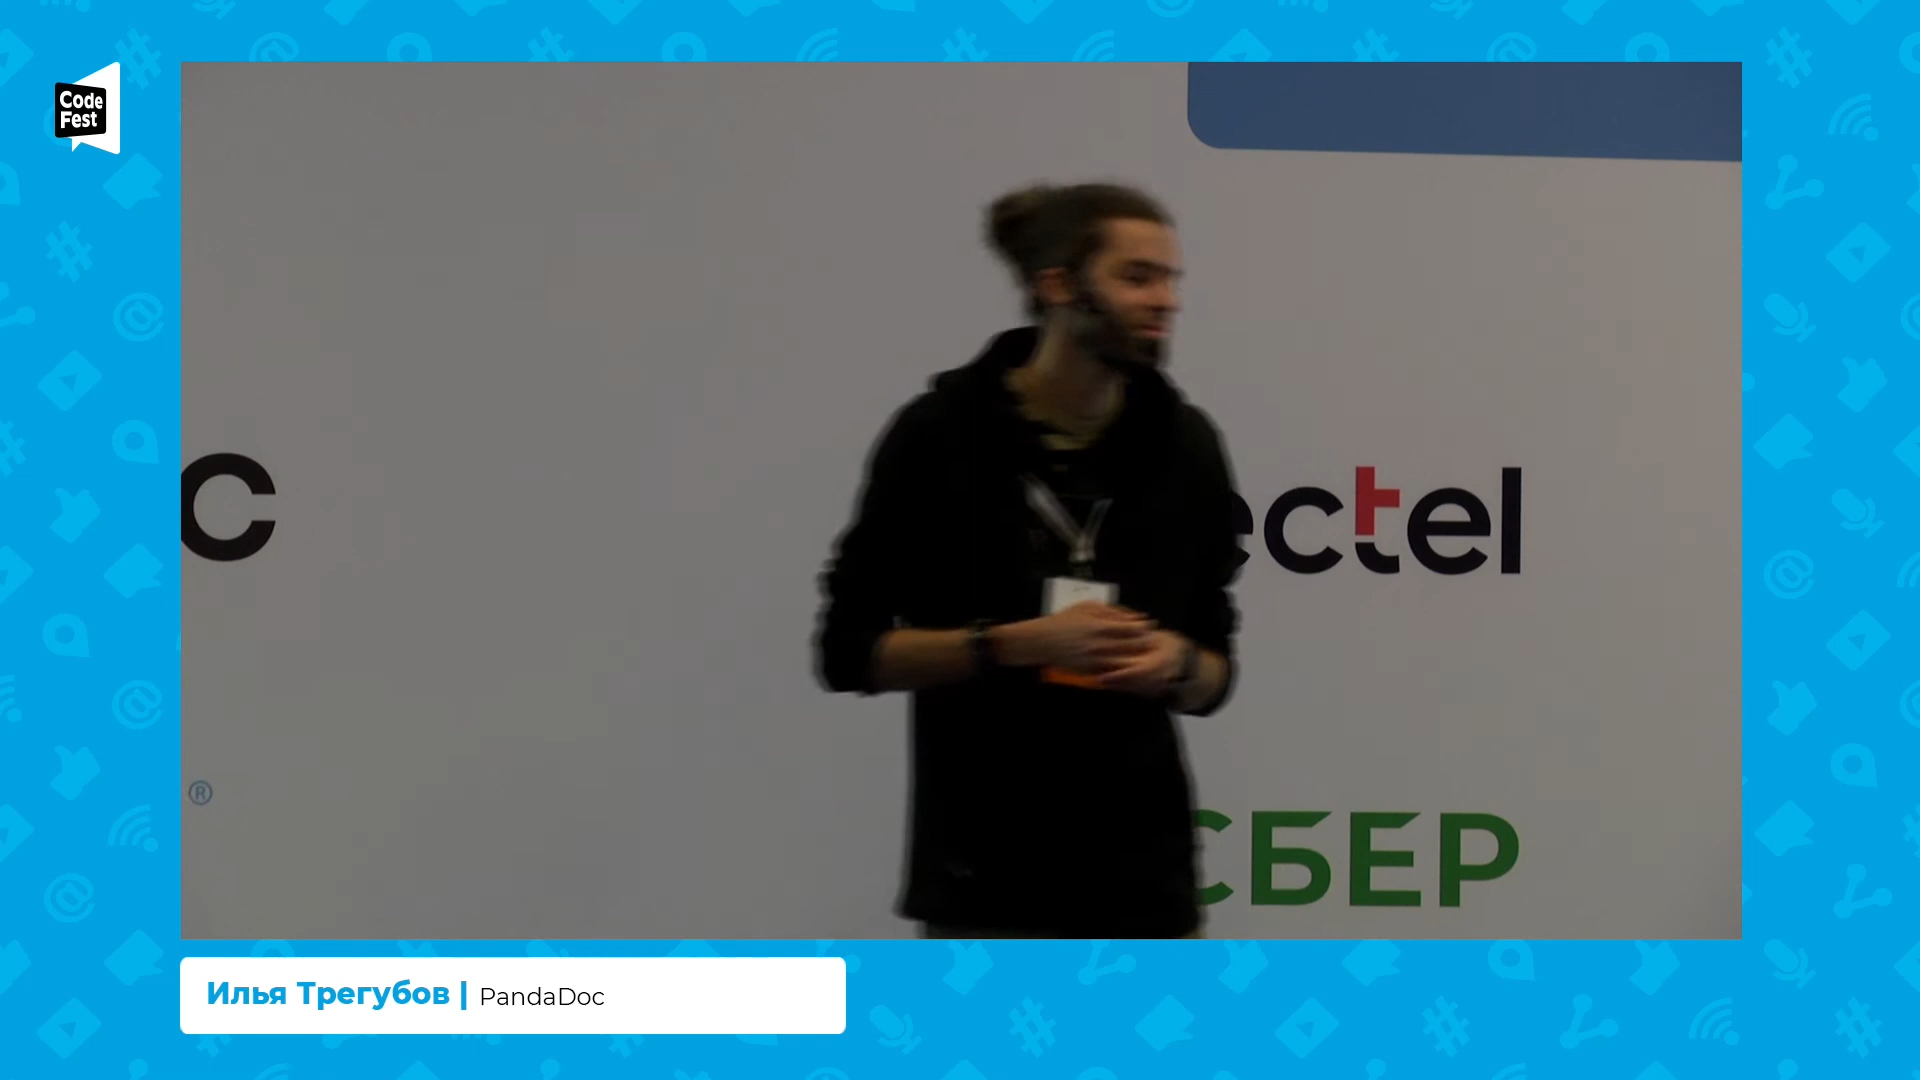 Code
Fest
c
ectel
®
СБЕР
Илья Трегубов | PandaDoc